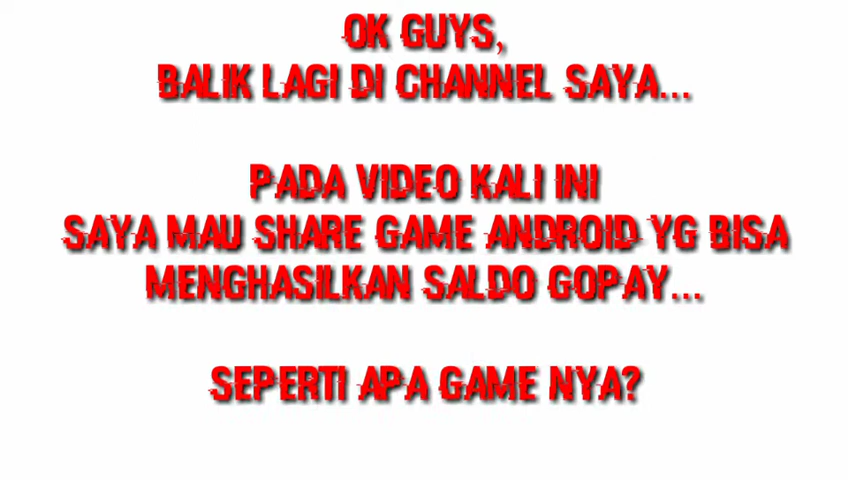 OK GUYS,
BALIK LAGI DI CHANNEL SAYA...
PADA VIDEO KALI INI
SAYA MAU SHARE GAME ANDROID YG BISA
MENGHASILKAN SALDO GOPAY...
SEPERTI APA GAME NYA?